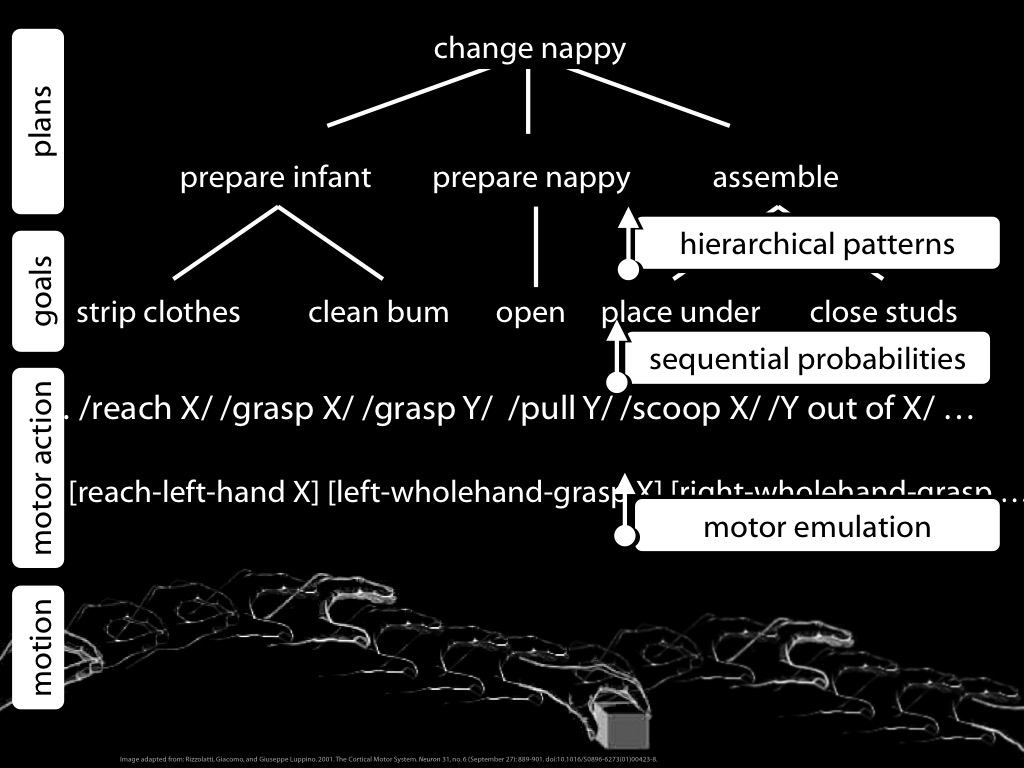 change nappy
plans
prepare infant prepare nappy assemble
hierarchical patterns
goals
strip clothes clean bum open place under close studs
sequential probabilities
motor action
. /reach X/ /grasp X/ /grasp Y/ /pull Y/ /scoop X/ /Y out of X/ …
[reach-left-hand X] [left-wholehand-grasp X] [right-wholehand-grasp …
motor emulation
motion
Image adapted from: Rizzolatti, Giacomo, and Giuseppe Luppino. 2001. The Cortical Motor System. Neuron 31, no. 6 (September 27): 889-901. doi:10.1016/S0896-6273(01)00423-8.